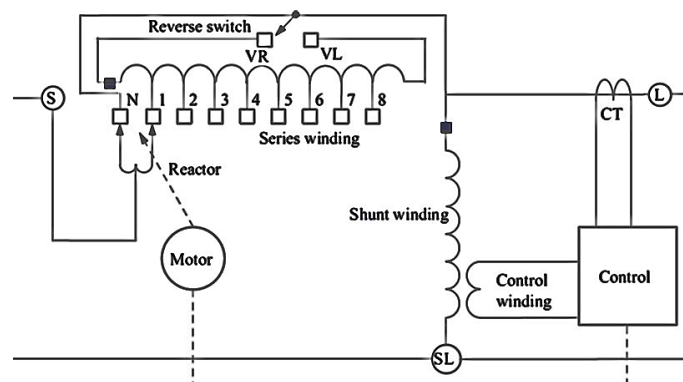 Reverse switch
VR VL
S N 1 2 3 4 5 6 7 8 L
CT
Series winding
Reactor
Shunt winding
Motor
Control
winding
Control
SL